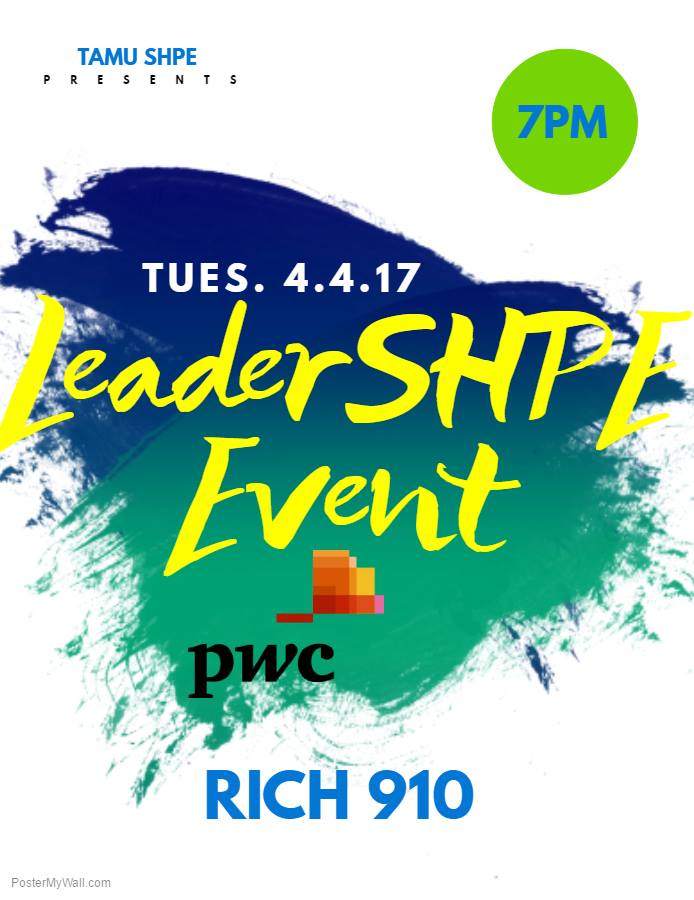 TAMU SHPE
PRESENTS
7PM
TUES. 4.4.17
LeaderSHPE
Event
pwc
RICH 910
PosterMyWall.com